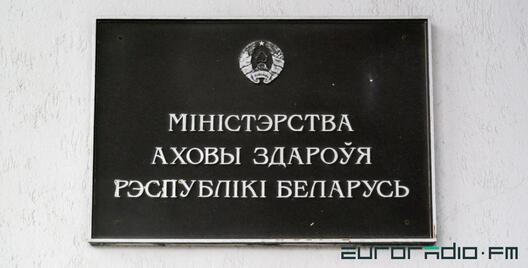 МІНІСТЭРСТВА
АХОВЫ ЗДАРОЎЯ
РЭСПУБЛІКІ БЕЛАРУСЬ
EURORADIO.FM